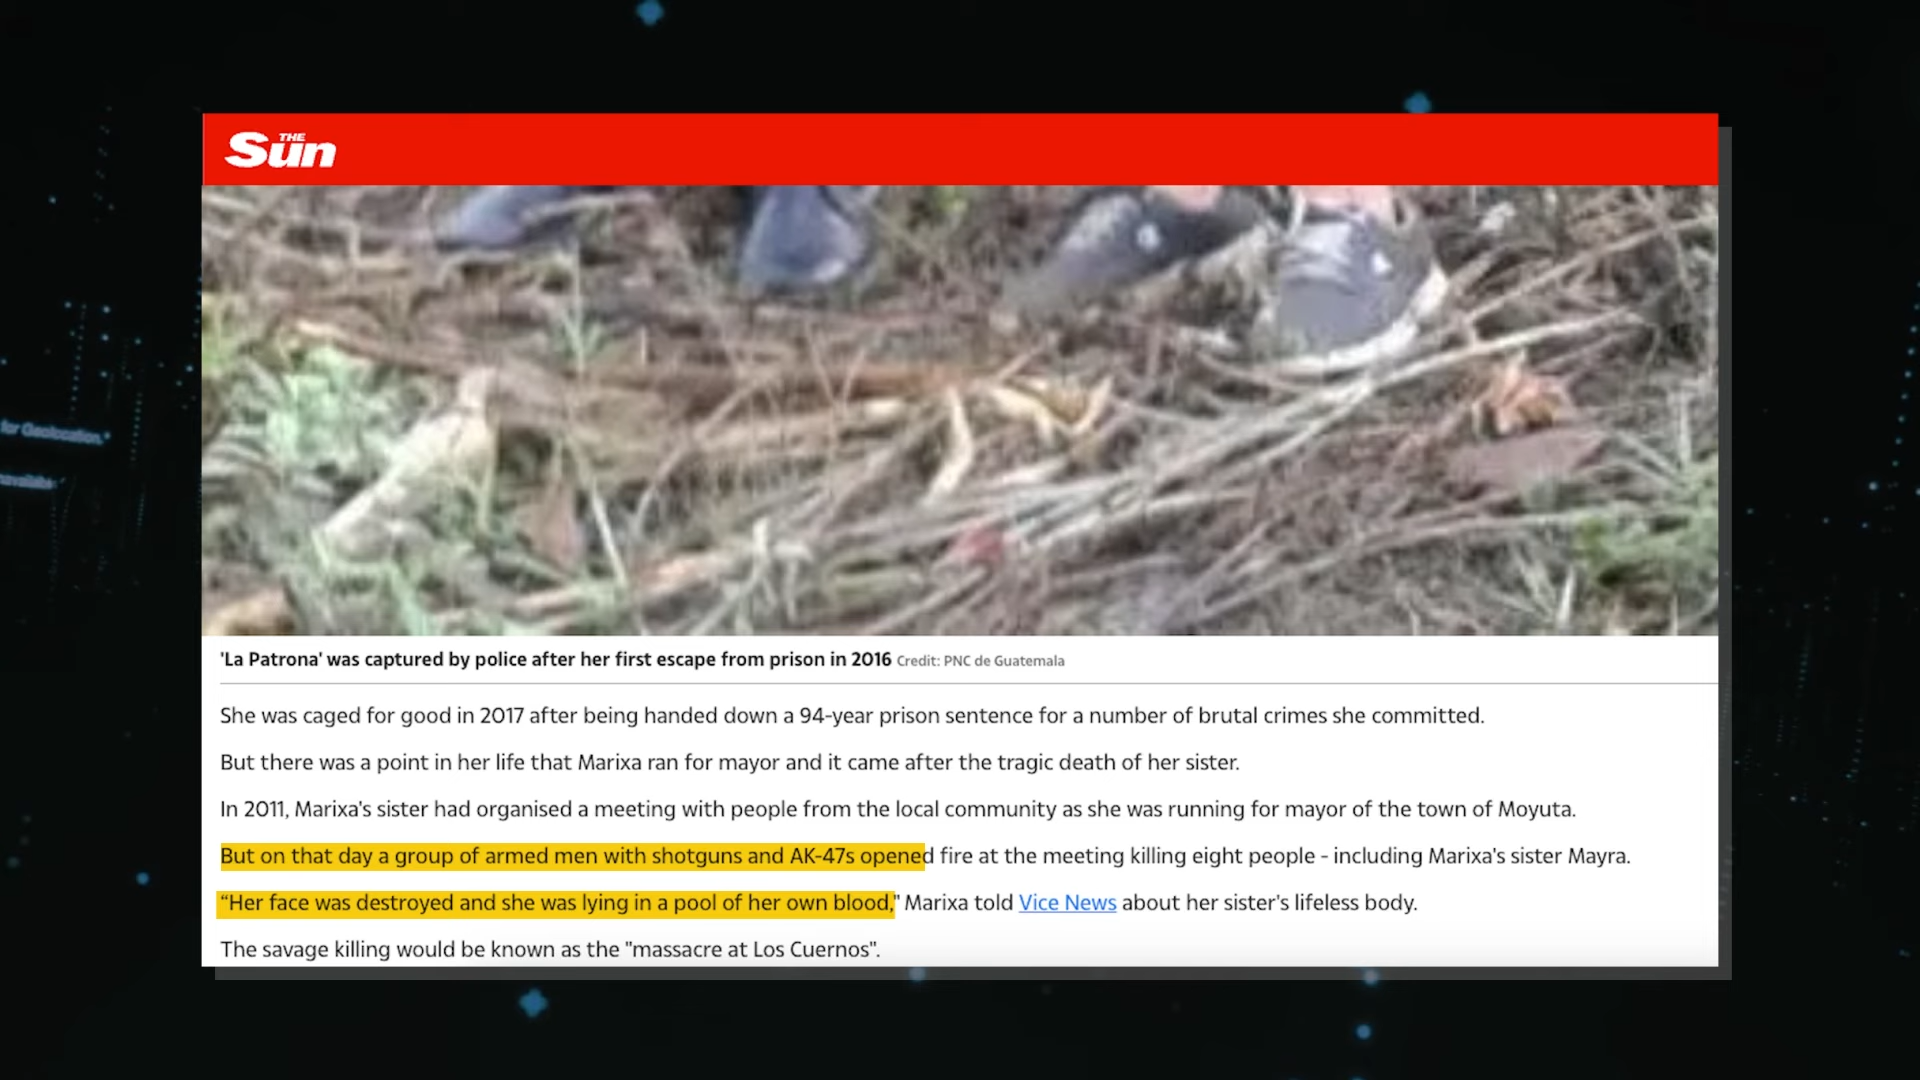 THE
Sun
'La Patrona' was captured by police after her first escape from prison in 2016 Credit: PNC de Guatemala
She was caged for good in 2017 after being handed down a 94-year prison sentence for a number of brutal crimes she committed.
But there was a point in her life that Marixa ran for mayor and it came after the tragic death of her sister.
In 2011, Marixa's sister had organised a meeting with people from the local community as she was running for mayor of the town of Moyuta.
But on that day a group of armed men with shotguns and AK-47s opened fire at the meeting killing eight people - including Marixa's sister Mayra.
“Her face was destroyed and she was lying in a pool of her own blood," Marixa told Vice News about her sister's lifeless body.
The savage killing would be known as the "massacre at Los Cuernos".
for Geolocation.